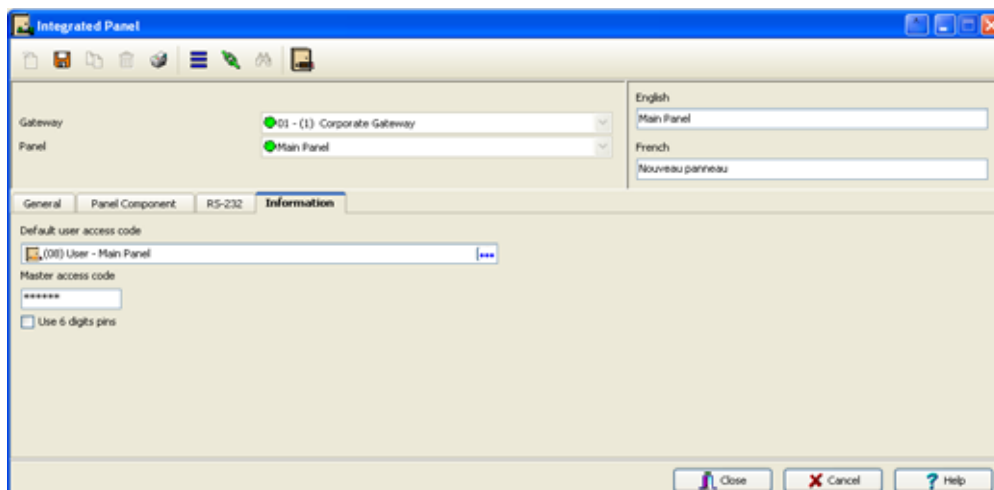 Integrated Panel
English
Gateway
01 - (1) Corporate Gateway
Main Panel
Panel
Main Panel
French
Nouveau panneau
General
Panel Component
RS-232
Information
Default user access code
(08) User - Main Panel
Master access code
******
Use 6 digits pins
Close
Cancel
Help